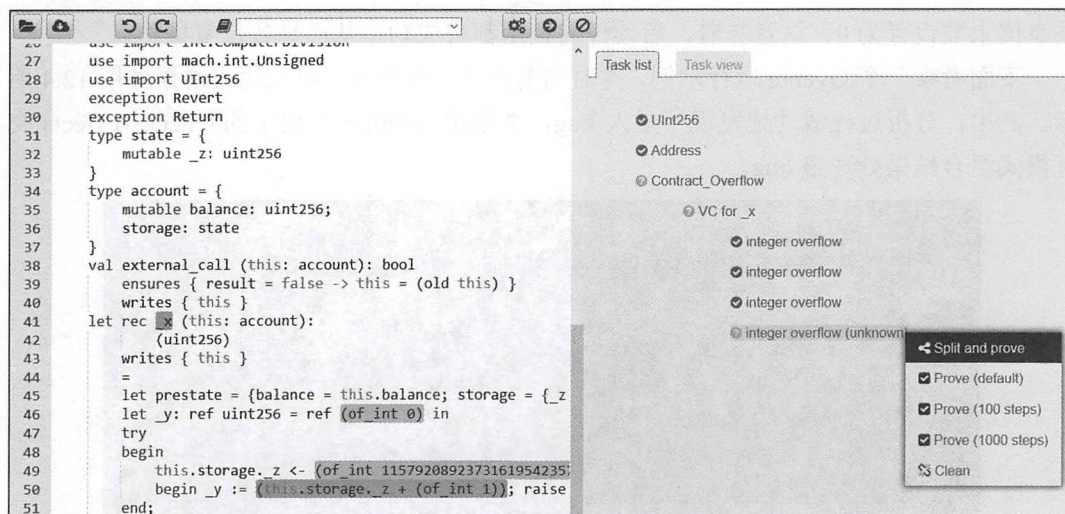 26 use import int.ComputerDivision
27 use import mach.int.Unsigned
28 use import UInt256
29 exception Revert
30 exception Return
31 type state = {
32 mutable _z: uint256
33 }
34 type account = {
35 mutable balance: uint256;
36 storage: state
37 }
38 val external_call (this: account): bool
39 ensures { result = false -> this = (old this) }
40 writes { this }
41 let rec _x (this: account):
42 (uint256)
43 writes { this }
44 =
45 let prestate = {balance = this.balance; storage = {_z
46 let _y: ref uint256 = ref (of_int 0) in
47 try
48 begin
49 this.storage._z <- (of_int 11579208923731619542357
50 begin _y := (this.storage._z + (of_int 1)); raise
51 end;
Task list Task view
UInt256
Address
Contract_Overflow
VC for _x
integer overflow
integer overflow
integer overflow
integer overflow (unknown)
Split and prove
Prove (default)
Prove (100 steps)
Prove (1000 steps)
Clean